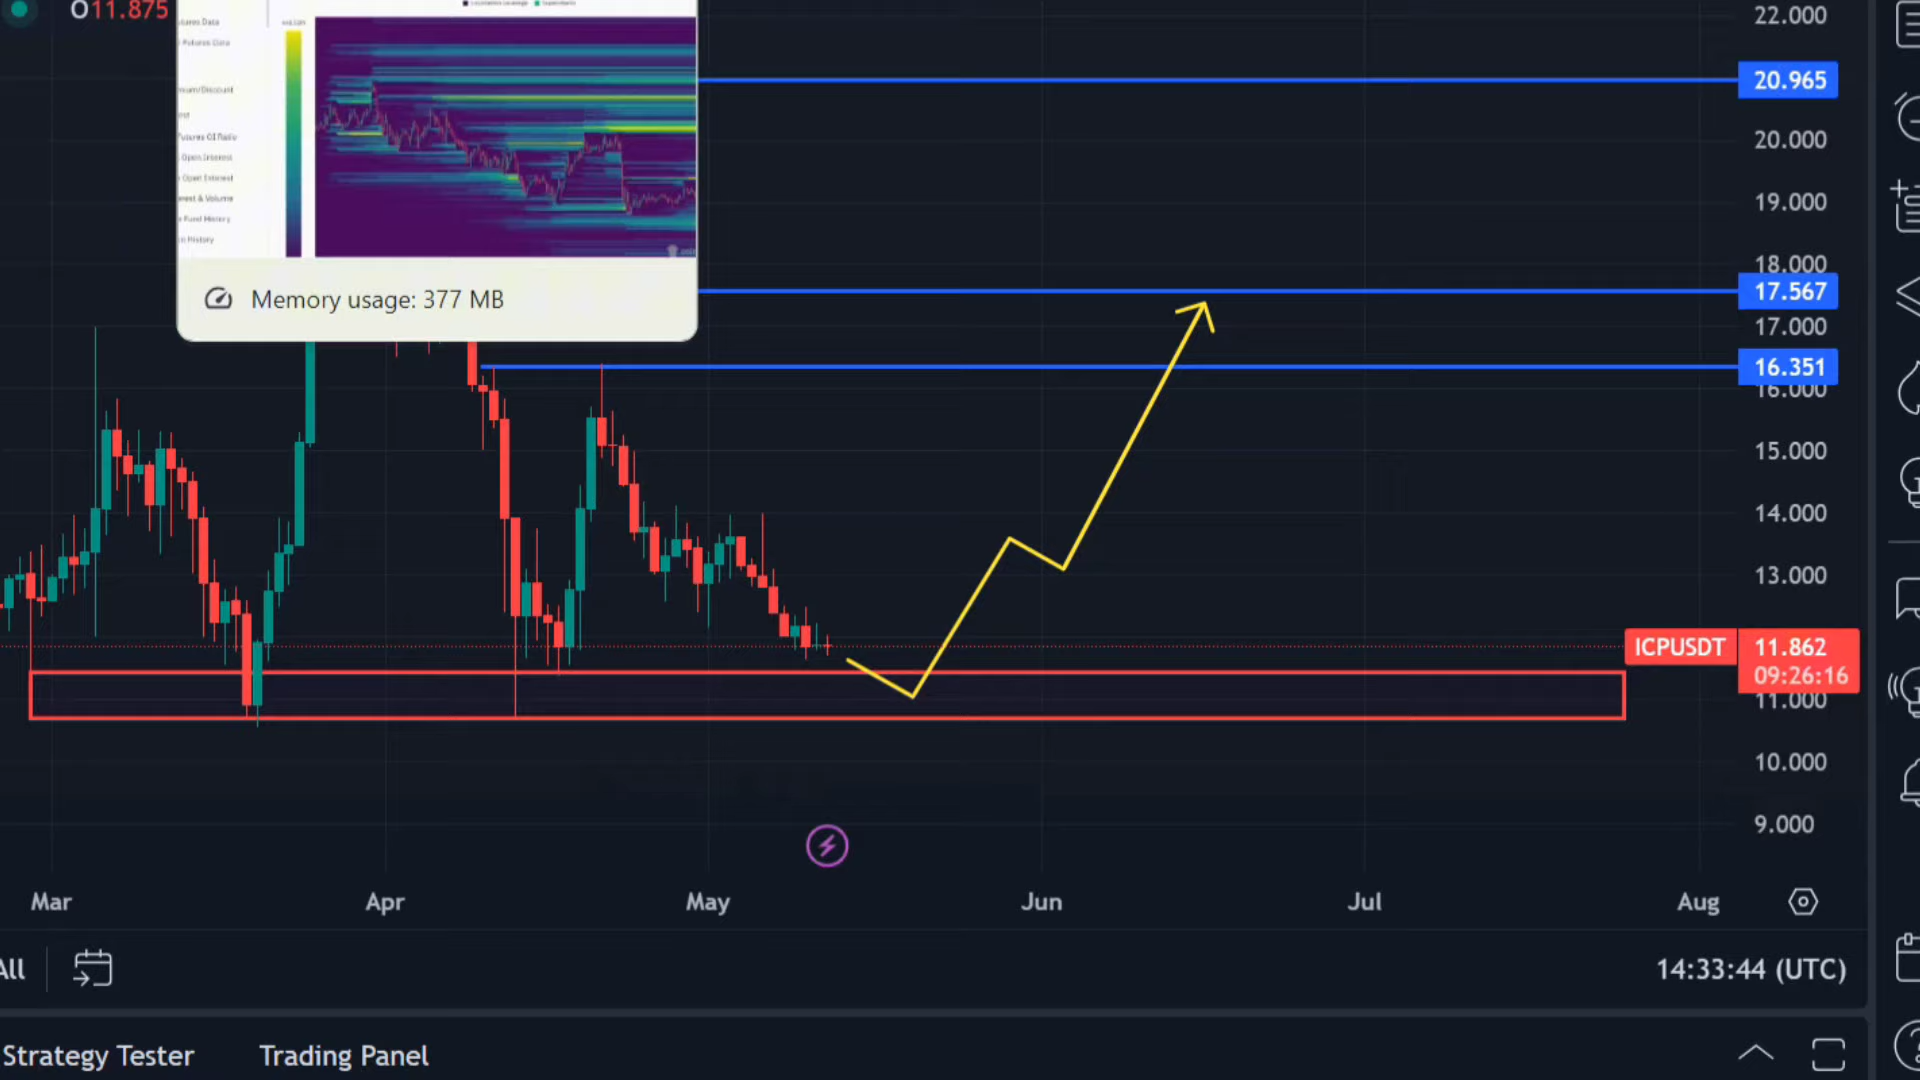 O11.875
Memory usage: 377 MB
22.000
20.965
20.000
19.000
18.000
17.567
17.000
16.351
16.000
15.000
14.000
13.000
ICPUSDT
11.862
09:26:16
11.000
10.000
9.000
Mar
Apr
May
Jun
Jul
Aug
All
14:33:44 (UTC)
Strategy Tester
Trading Panel